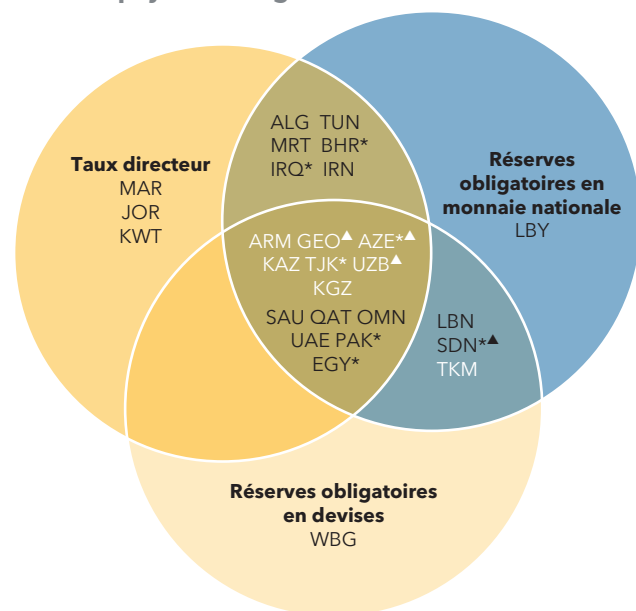 Taux directeur
MAR
JOR
KWT
ALG TUN
MRT BHR*
IRQ* IRN
Réserves
obligatoires en
monnaie nationale
LBY
ARM GEO▲ AZE*▲
KAZ TJK* UZB▲
KGZ
SAU QAT OMN
UAE PAK*
EGY*
LBN
SDN*▲
TKM
Réserves obligatoires
en devises
WBG